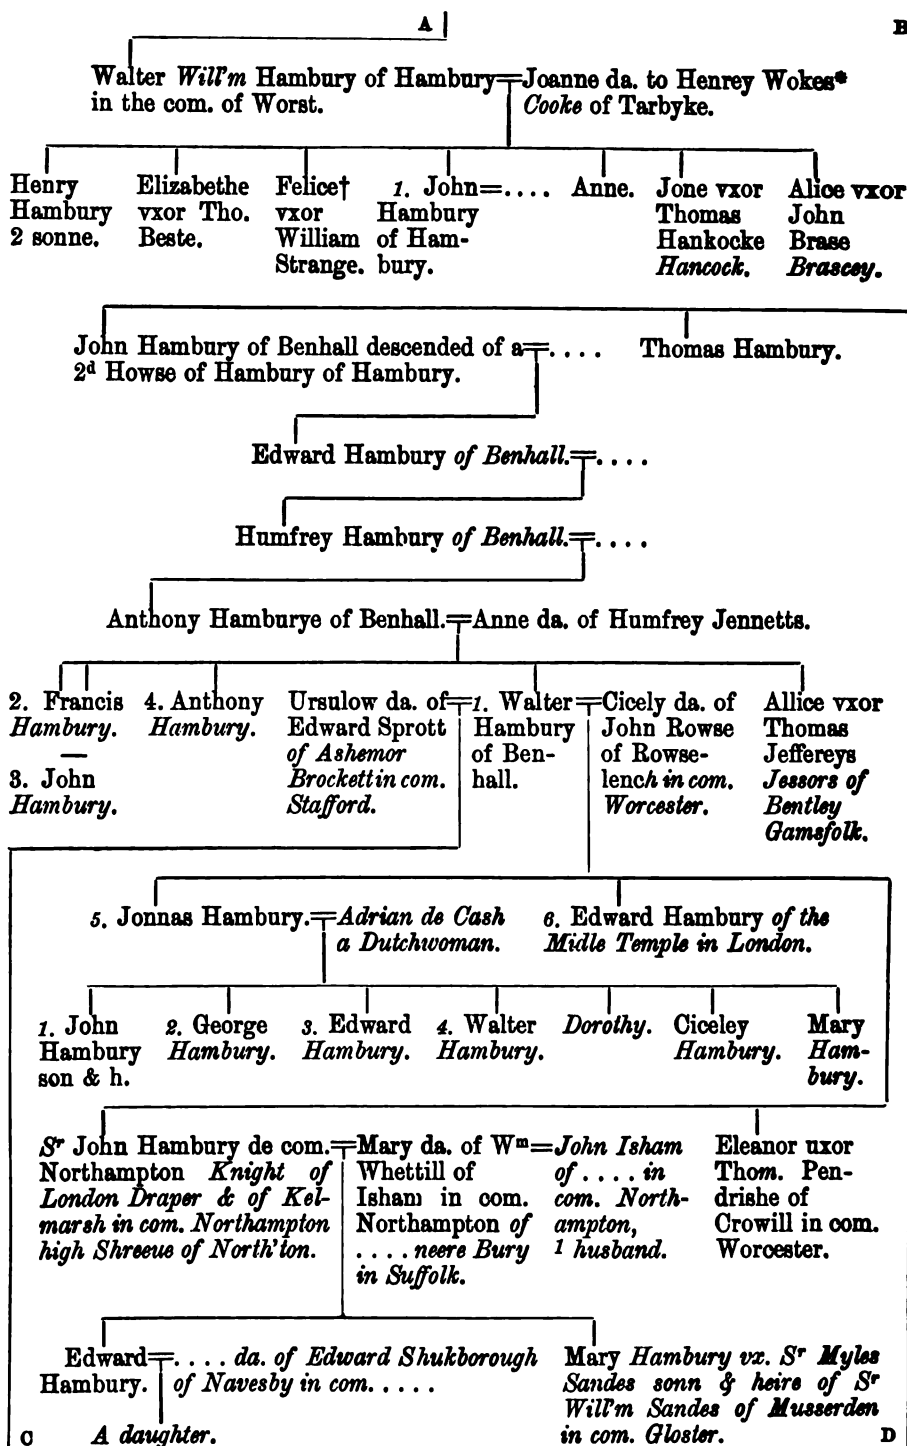 A B
Walter Will'm Hambury of Hambury=Joanne da. to Henrey Wokes*
in the com. of Worst. Cooke of Tarbyke.
Henry
Hambury
2 sonne.
Elizabethe
vxor Tho.
Beste.
Felice†
vxor
William
Strange.
1. John=....
Hambury
of Ham-
bury.
Anne.
Jone vxor
Thomas
Hankocke
Hancock.
Alice vxor
John
Brase
Brascey.
John Hambury of Benhall descended of a=....
2d Howse of Hambury of Hambury.
Thomas Hambury.
Edward Hambury of Benhall.=....
Humfrey Hambury of Benhall.=....
Anthony Hamburye of Benhall.=Anne da. of Humfrey Jennetts.
2. Francis
Hambury.
—
3. John
Hambury.
4. Anthony
Hambury.
Ursulow da. of=
Edward Sprott
of Ashemor
Brockett in com.
Stafford.
1. Walter=
Hambury
of Ben-
hall.
Cicely da. of
John Rowse
of Rowse-
lench in com.
Worcester.
Allice vxor
Thomas
Jeffereys
Jessors of
Bentley
Gamsfolk.
5. Jonnas Hambury.=Adrian de Cash
a Dutchwoman.
6. Edward Hambury of the
Midle Temple in London.
1. John
Hambury
son & h.
2. George
Hambury.
3. Edward
Hambury.
4. Walter
Hambury.
Dorothy.
Ciceley
Hambury.
Mary
Ham-
bury.
Sr John Hambury de com.=
Northampton Knight of
London Draper & of Kel-
marsh in com. Northampton
high Shreeue of North'ton.
Mary da. of Wm=
Whettill of
Isham in com.
Northampton of
.... neere Bury
in Suffolk.
John Isham
of .... in
com. North-
ampton,
1 husband.
Eleanor uxor
Thom. Pen-
drishe of
Crowill in com.
Worcester.
Edward=.... da. of Edward Shukborough
Hambury. of Navesby in com. ....
A daughter.
Mary Hambury vx. Sr Myles
Sandes sonn & heire of Sr
Will'm Sandes of Musserden
in com. Gloster.
C D